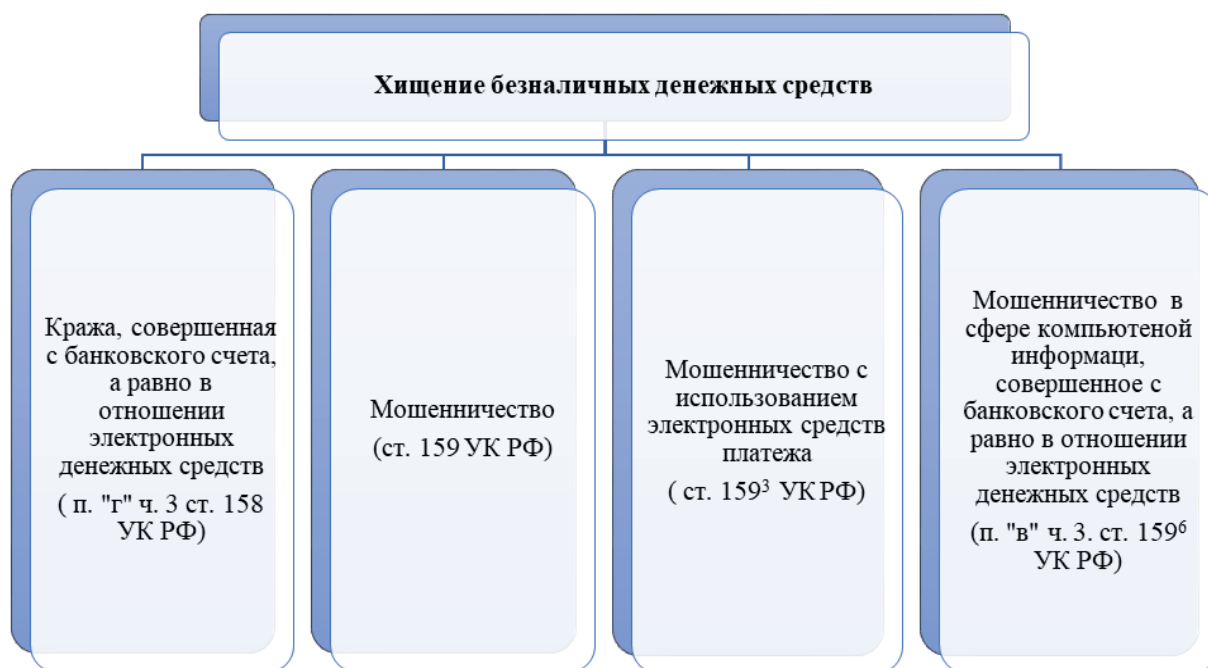 Хищение безналичных денежных средств
Кража, совершенная
с банковского счета,
а равно в
отношении
электронных
денежных средств
( п. "г" ч. 3 ст. 158
УК РФ)
Мошенничество
(ст. 159 УК РФ)
Мошенничество с
использованием
электронных средств
платежа
( ст. 159³ УК РФ)
Мошенничество в
сфере компьютеной
информаци,
совершенное с
банковского счета, а
равно в отношении
электронных
денежных средств
(п. "в" ч. 3. ст. 159⁶
УК РФ)